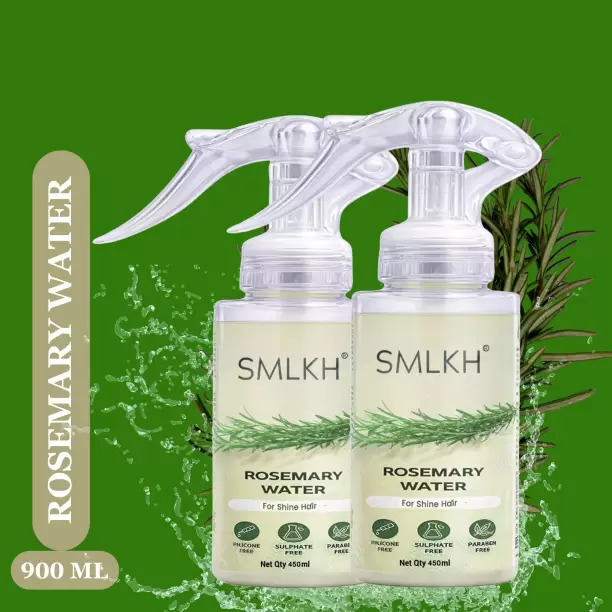 ROSEMARY WATER
900 ML
SMLKH®
ROSEMARY
WATER
For Shine Hair
SILICONE
FREE
SULPHATE
FREE
PARABEN
FREE
Net Qty 450ml
SMLKH®
ROSEMARY
WATER
For Shine Hair
SILICONE
FREE
SULPHATE
FREE
PARABEN
FREE
Net Qty 450ml